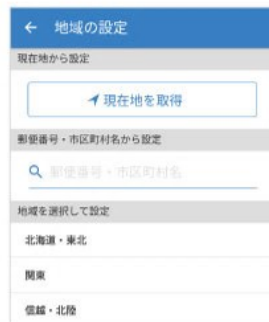 ← 地域の設定
現在地から設定
現在地を取得
郵便番号・市区町村名から設定
郵便番号・市区町村名
地域を選択して設定
北海道・東北
関東
信越・北陸